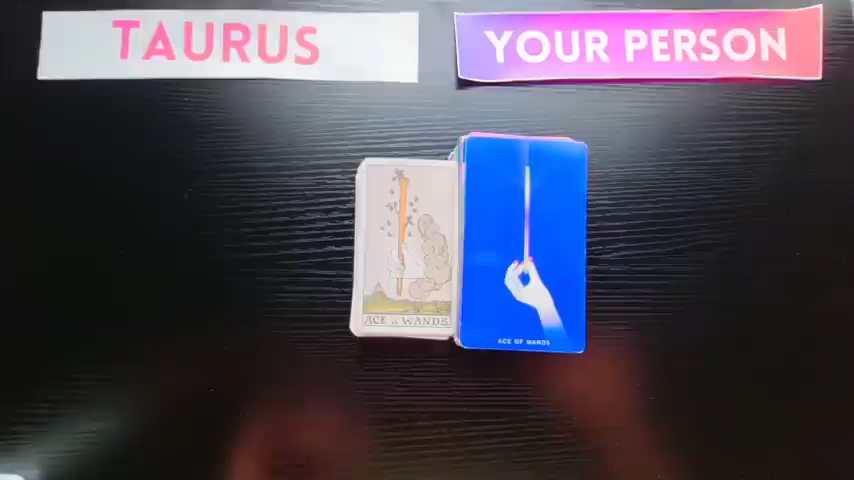 TAURUS
YOUR PERSON
ACE of WANDS
ACE OF WANDS